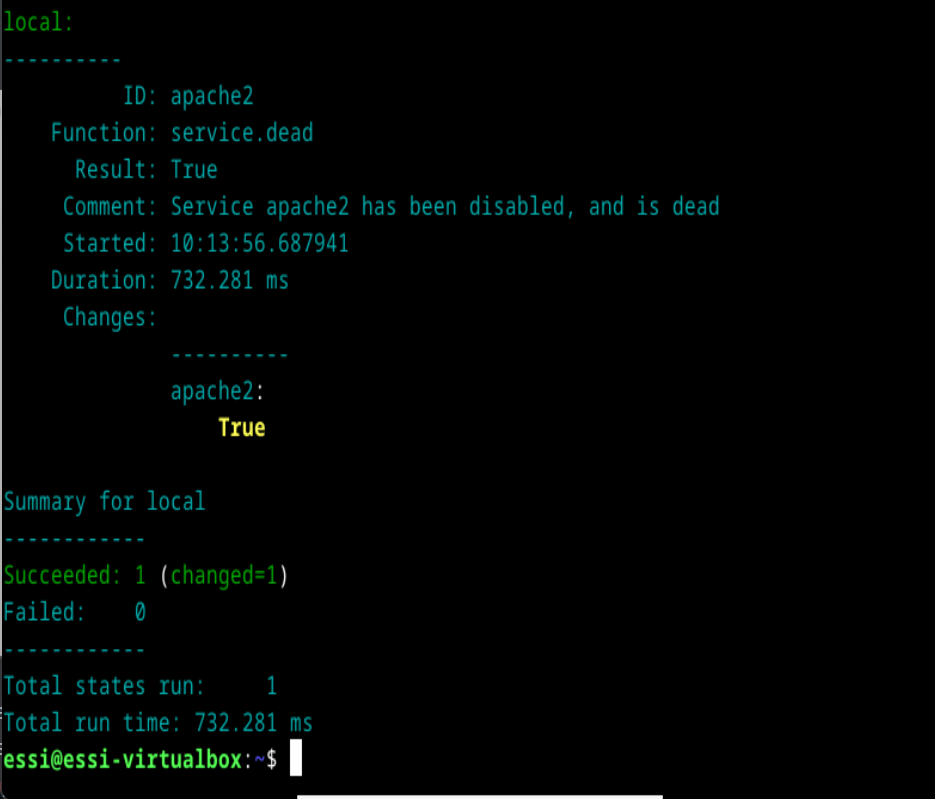 local:
----------
ID: apache2
Function: service.dead
Result: True
Comment: Service apache2 has been disabled, and is dead
Started: 10:13:56.687941
Duration: 732.281 ms
Changes:
----------
apache2:
True
Summary for local
------------
Succeeded: 1 (changed=1)
Failed: 0
------------
Total states run: 1
Total run time: 732.281 ms
essi@essi-virtualbox:~$